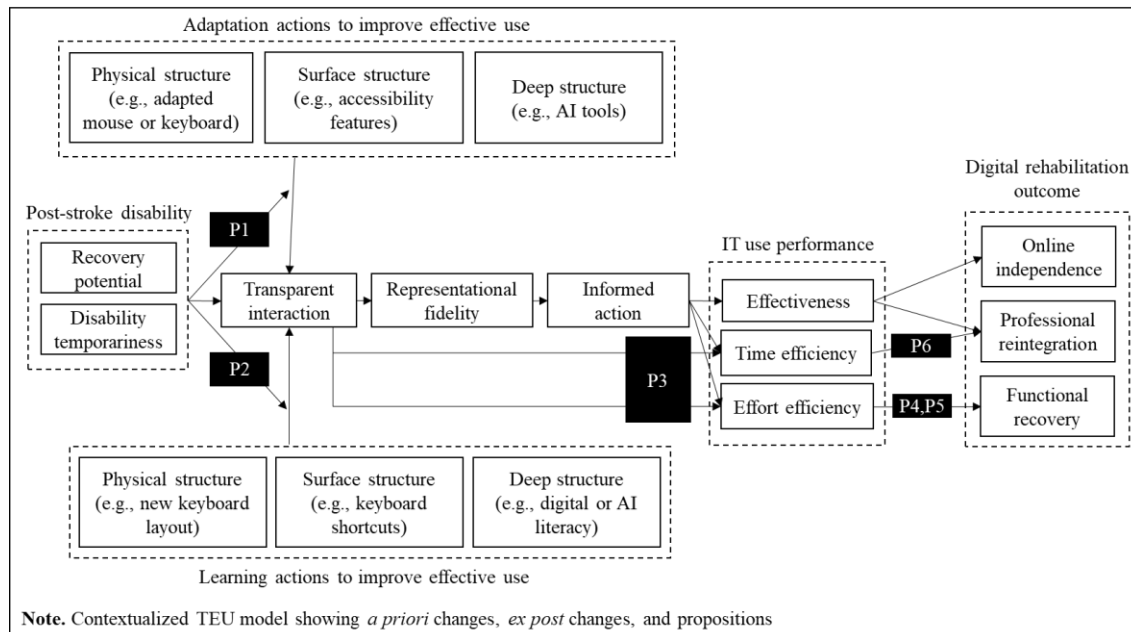 Adaptation actions to improve effective use
Physical structure
(e.g., adapted
mouse or keyboard)
Surface structure
(e.g., accessibility
features)
Deep structure
(e.g., AI tools)
Digital rehabilitation
outcome
Post-stroke disability
P1
Recovery
potential
Disability
temporariness
P2
Transparent
interaction
Representational
fidelity
Informed
action
IT use performance
Effectiveness
Time efficiency
Effort efficiency
P3
P6
P4,P5
Online
independence
Professional
reintegration
Functional
recovery
Physical structure
(e.g., new keyboard
layout)
Surface structure
(e.g., keyboard
shortcuts)
Deep structure
(e.g., digital or AI
literacy)
Learning actions to improve effective use
Note. Contextualized TEU model showing a priori changes, ex post changes, and propositions